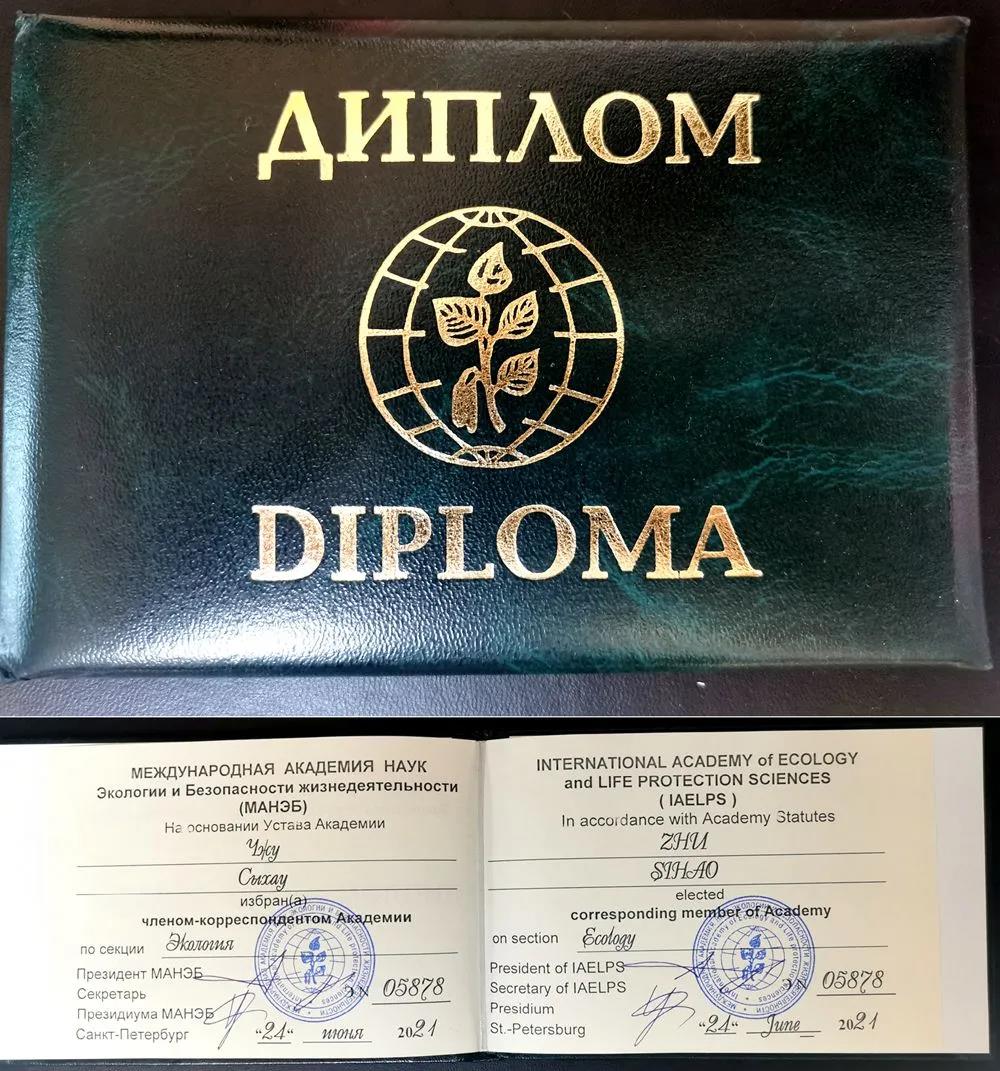 ДИПЛОМ
DIPLOMA
МЕЖДУНАРОДНАЯ АКАДЕМИЯ НАУК
Экологии и Безопасности жизнедеятельности
(МАНЭБ)
На основании Устава Академии
Чжу
Сыхау
избран(а)
членом-корреспондентом Академии
по секции Экология
Президент МАНЭБ
Секретарь
Президиума МАНЭБ
Санкт-Петербург
Э N 05878
"24" июня 2021
INTERNATIONAL ACADEMY of ECOLOGY
and LIFE PROTECTION SCIENCES
( IAELPS )
In accordance with Academy Statutes
ZHU
SIHAO
elected
corresponding member of Academy
on section Ecology
President of IAELPS
Secretary of IAELPS
Presidium
St.-Petersburg
Э N 05878
"24" June 2021